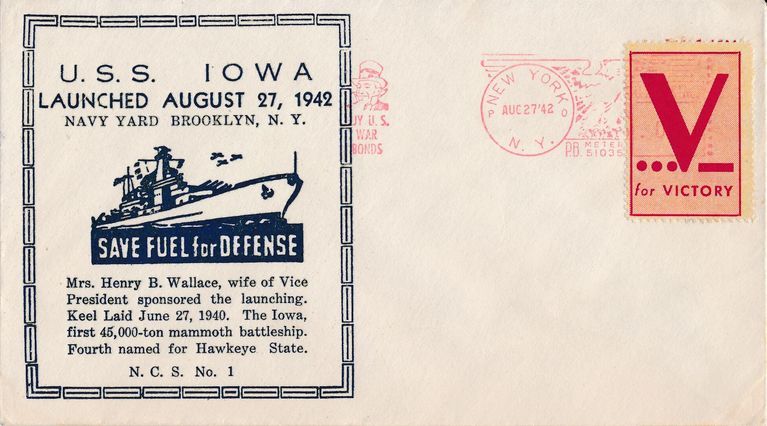 U.S.S. IOWA
LAUNCHED AUGUST 27, 1942
NAVY YARD BROOKLYN, N. Y.
SAVE FUEL for DEFENSE
Mrs. Henry B. Wallace, wife of Vice
President sponsored the launching.
Keel Laid June 27, 1940. The Iowa,
first 45,000-ton mammoth battleship.
Fourth named for Hawkeye State.
N. C. S. No. 1
U.S.
WAR
BONDS
NEW YORK
P O
AUG 27 '42
N. Y.
P.B. METER
51035
...V_
for VICTORY